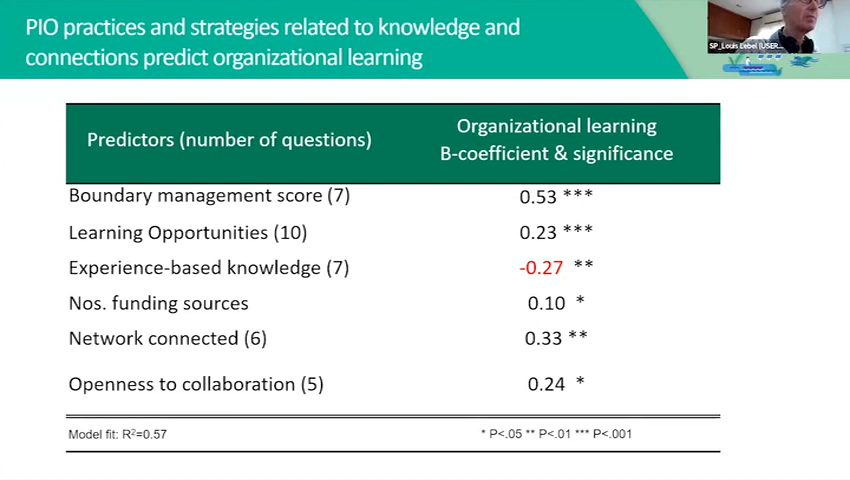 PIO practices and strategies related to knowledge and
connections predict organizational learning
SP_Louis Lebel (USER...
Predictors (number of questions)
Organizational learning
B-coefficient & significance
Boundary management score (7) 0.53 ***
Learning Opportunities (10) 0.23 ***
Experience-based knowledge (7) -0.27 **
Nos. funding sources 0.10 *
Network connected (6) 0.33 **
Openness to collaboration (5) 0.24 *
Model fit: R²=0.57 * P<.05 ** P<.01 *** P<.001